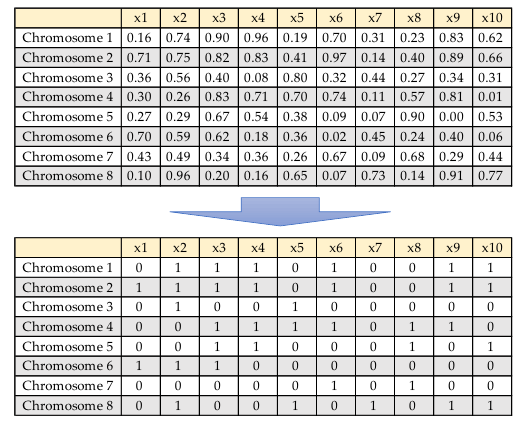 x1 x2 x3 x4 x5 x6 x7 x8 x9 x10
Chromosome 1 0.16 0.74 0.90 0.96 0.19 0.70 0.31 0.23 0.83 0.62
Chromosome 2 0.71 0.75 0.82 0.83 0.41 0.97 0.14 0.40 0.89 0.66
Chromosome 3 0.36 0.56 0.40 0.08 0.80 0.32 0.44 0.27 0.34 0.31
Chromosome 4 0.30 0.26 0.83 0.71 0.70 0.74 0.11 0.57 0.81 0.01
Chromosome 5 0.27 0.29 0.67 0.54 0.38 0.09 0.07 0.90 0.00 0.53
Chromosome 6 0.70 0.59 0.62 0.18 0.36 0.02 0.45 0.24 0.40 0.06
Chromosome 7 0.43 0.49 0.34 0.36 0.26 0.67 0.09 0.68 0.29 0.44
Chromosome 8 0.10 0.96 0.20 0.16 0.65 0.07 0.73 0.14 0.91 0.77
x1 x2 x3 x4 x5 x6 x7 x8 x9 x10
Chromosome 1 0 1 1 1 0 1 0 0 1 1
Chromosome 2 1 1 1 1 0 1 0 0 1 1
Chromosome 3 0 1 0 0 1 0 0 0 0 0
Chromosome 4 0 0 1 1 1 1 0 1 1 0
Chromosome 5 0 0 1 1 0 0 0 1 0 1
Chromosome 6 1 1 1 0 0 0 0 0 0 0
Chromosome 7 0 0 0 0 0 1 0 1 0 0
Chromosome 8 0 1 0 0 1 0 1 0 1 1